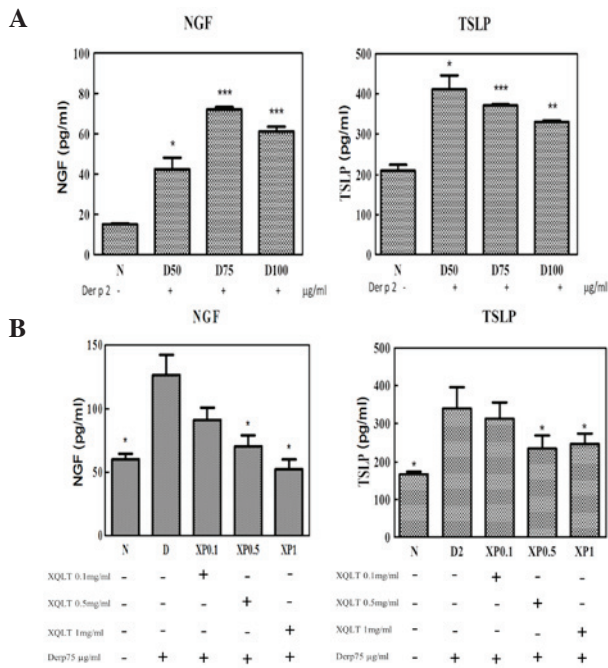 A
NGF
NGF (pg/ml)
100
80
60
40
20
0
*
***
***
N D50 D75 D100
Der p 2 - + + + µg/ml
TSLP
TSLP (pg/ml)
500
400
300
200
100
0
*
***
**
N D50 D75 D100
Der p 2 - + + + µg/ml
B
NGF
NGF (pg/ml)
150
100
50
0
*
*
*
N D XP0.1 XP0.5 XP1
XQLT 0.1mg/ml - - + - -
XQLT 0.5mg/ml - - - + -
XQLT 1mg/ml - - - - +
Derp75 µg/ml - + + + +
TSLP
TSLP (pg/ml)
500
400
300
200
100
0
*
*
*
N D2 XP0.1 XP0.5 XP1
XQLT 0.1mg/ml - - + - -
XQLT 0.5mg/ml - - - + -
XQLT 1mg/ml - - - - +
Derp75 µg/ml - + + + +